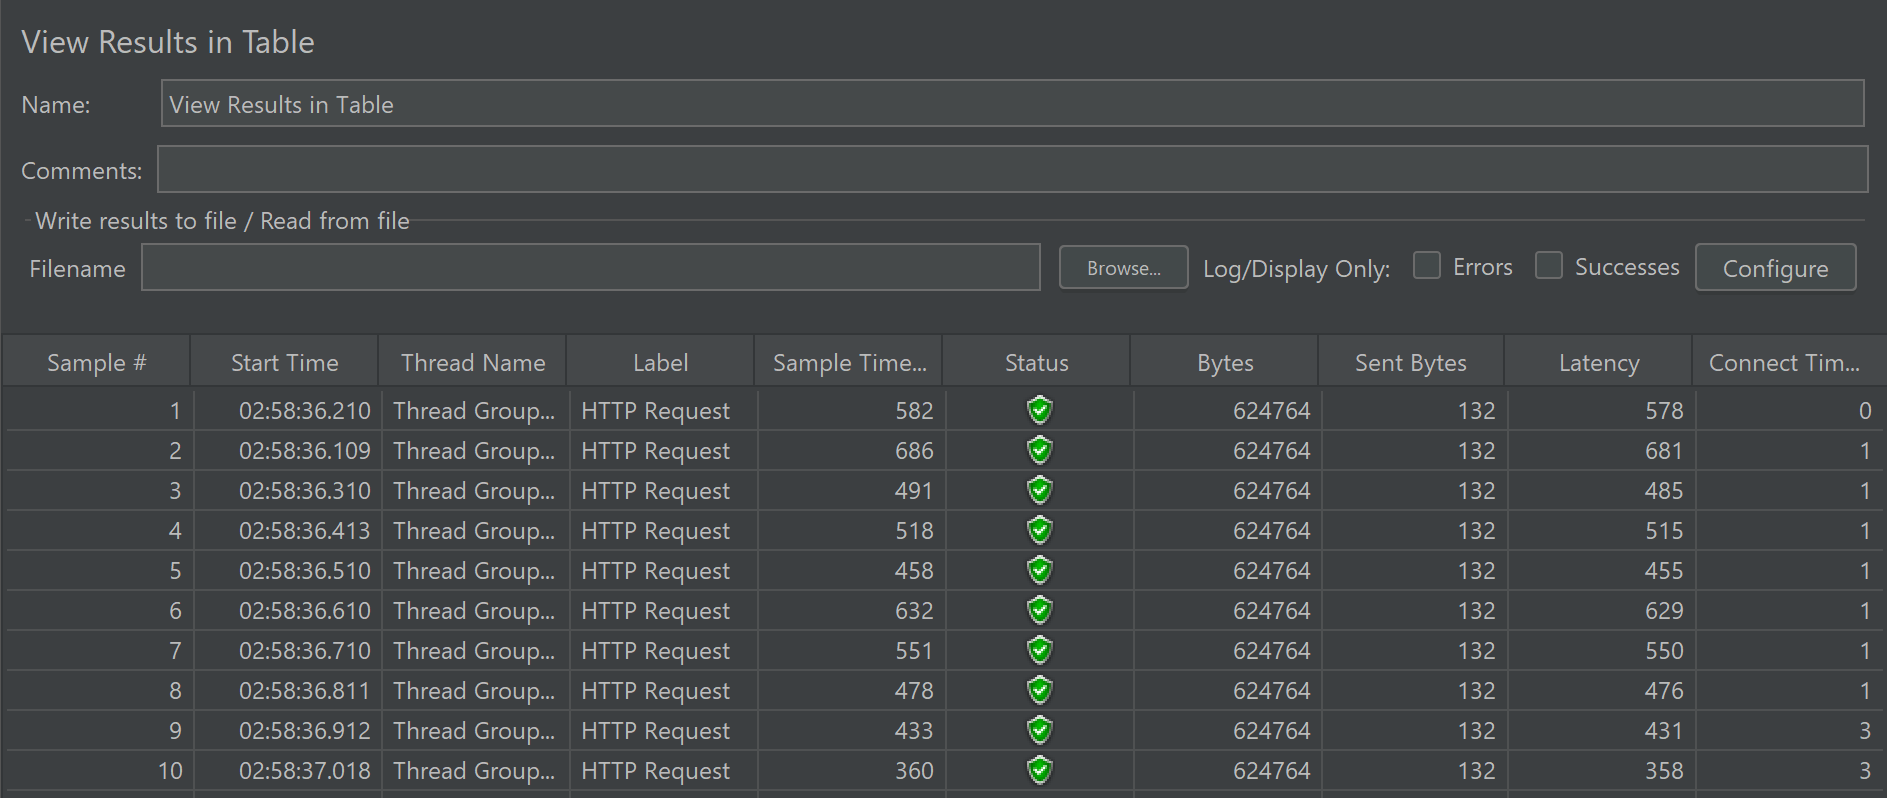 View Results in Table
Name: View Results in Table
Comments:
Write results to file / Read from file
Filename Browse... Log/Display Only: Errors Successes Configure
Sample # Start Time Thread Name Label Sample Time... Status Bytes Sent Bytes Latency Connect Tim...
1 02:58:36.210 Thread Group... HTTP Request 582 624764 132 578 0
2 02:58:36.109 Thread Group... HTTP Request 686 624764 132 681 1
3 02:58:36.310 Thread Group... HTTP Request 491 624764 132 485 1
4 02:58:36.413 Thread Group... HTTP Request 518 624764 132 515 1
5 02:58:36.510 Thread Group... HTTP Request 458 624764 132 455 1
6 02:58:36.610 Thread Group... HTTP Request 632 624764 132 629 1
7 02:58:36.710 Thread Group... HTTP Request 551 624764 132 550 1
8 02:58:36.811 Thread Group... HTTP Request 478 624764 132 476 1
9 02:58:36.912 Thread Group... HTTP Request 433 624764 132 431 3
10 02:58:37.018 Thread Group... HTTP Request 360 624764 132 358 3